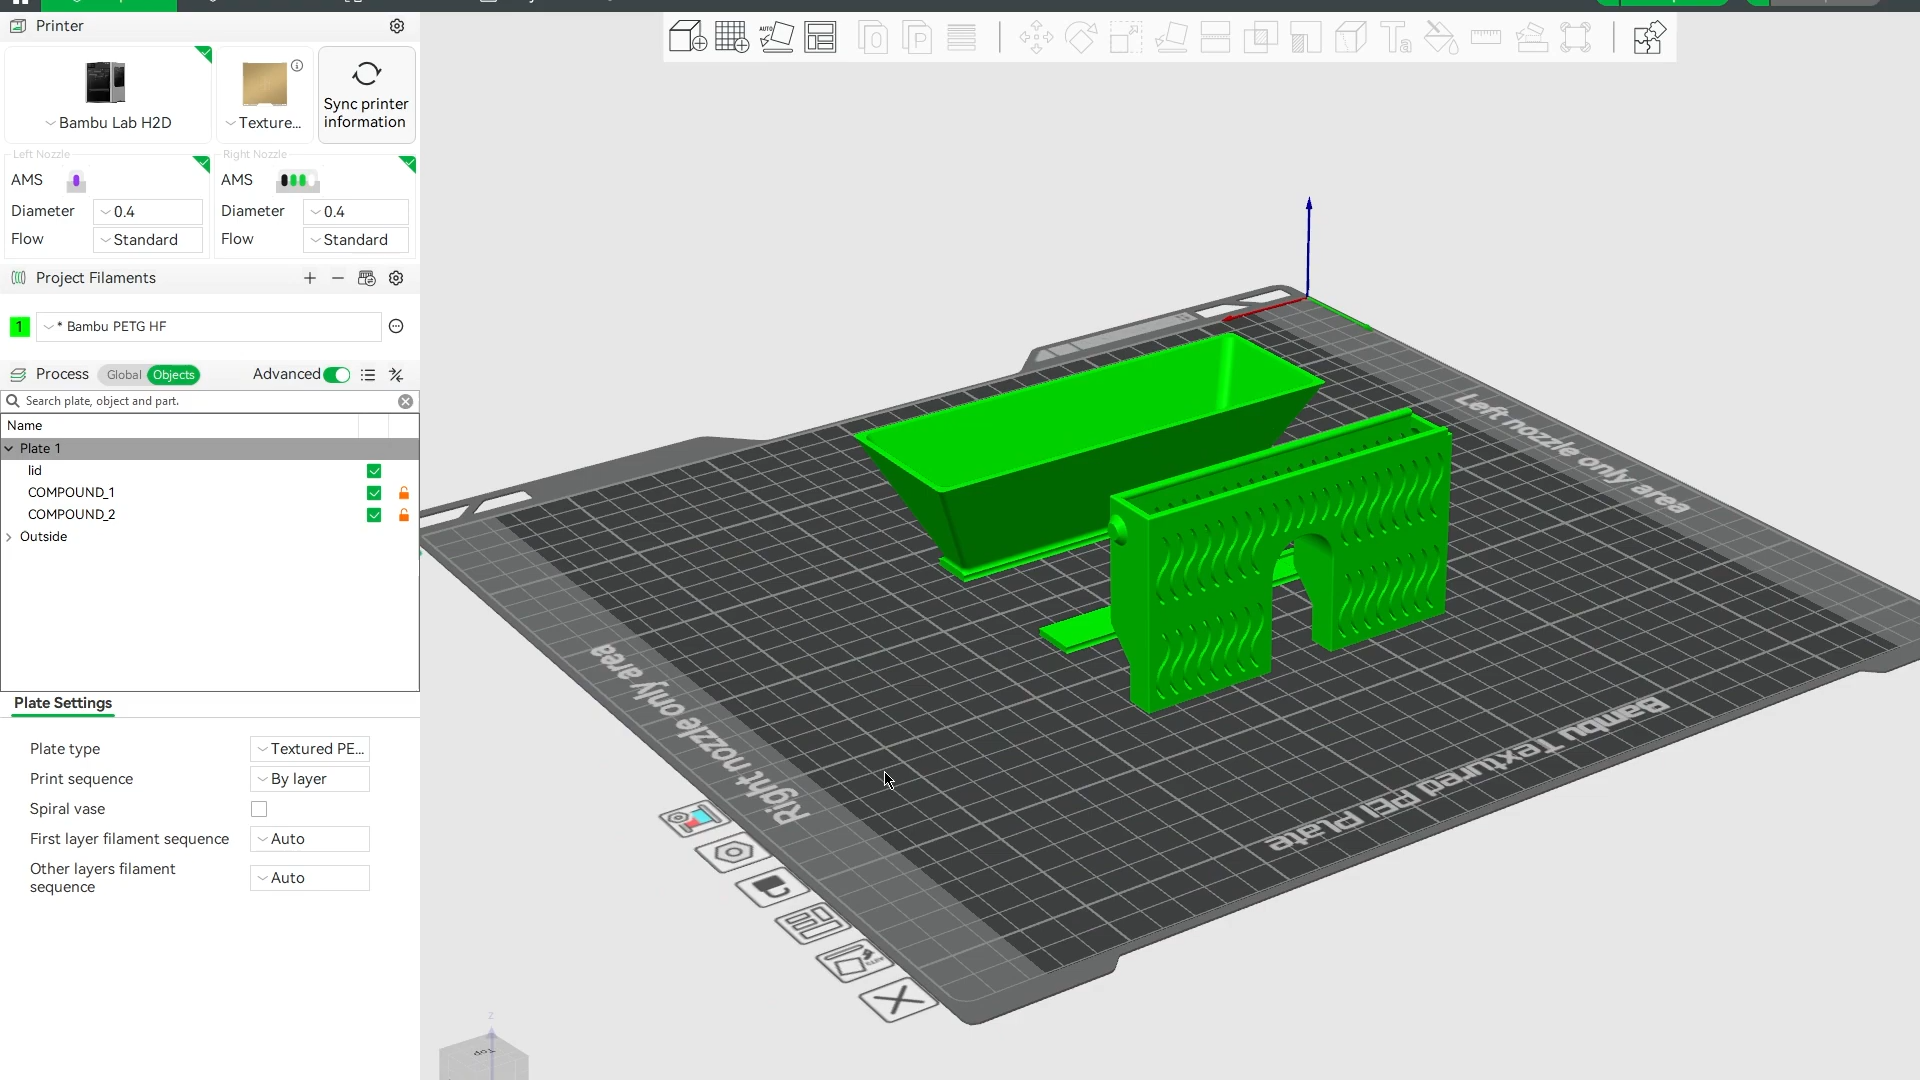 Printer
Bambu Lab H2D
Texture...
Sync printer
information
Left Nozzle
Right Nozzle
AMS
AMS
Diameter
0.4
Diameter
0.4
Flow
Standard
Flow
Standard
Project Filaments
1
* Bambu PETG HF
Process
Global
Objects
Advanced
Search plate, object and part.
Name
Plate 1
lid
COMPOUND_1
COMPOUND_2
Outside
Plate Settings
Plate type
Textured PE...
Print sequence
By layer
Spiral vase
First layer filament sequence
Auto
Other layers filament
sequence
Auto
AUTO
Left nozzle only area
Right nozzle only area
Bambu Textured PEI Plate
AUTO
Z
Top